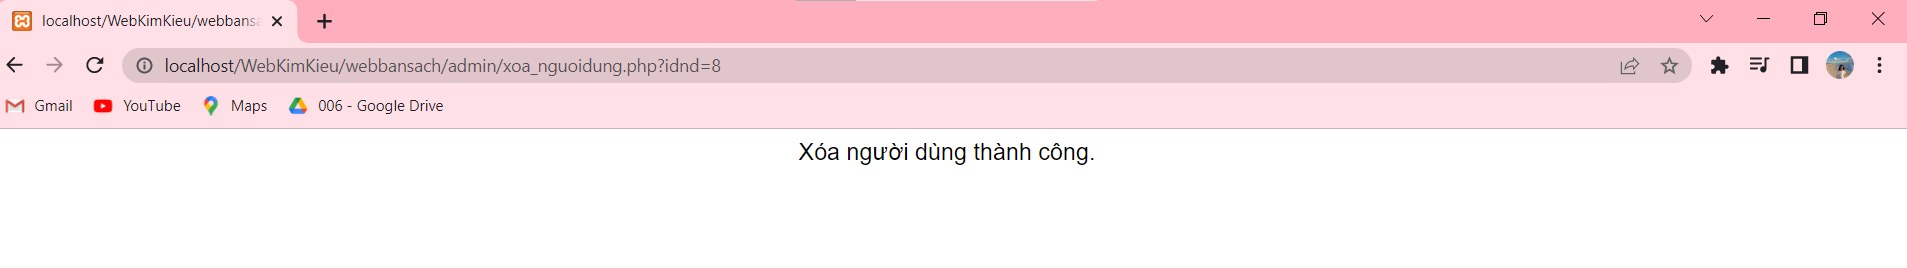 localhost/WebKimKieu/webbansa
localhost/WebKimKieu/webbansach/admin/xoa_nguoidung.php?idnd=8
Gmail YouTube Maps 006 - Google Drive
Xóa người dùng thành công.